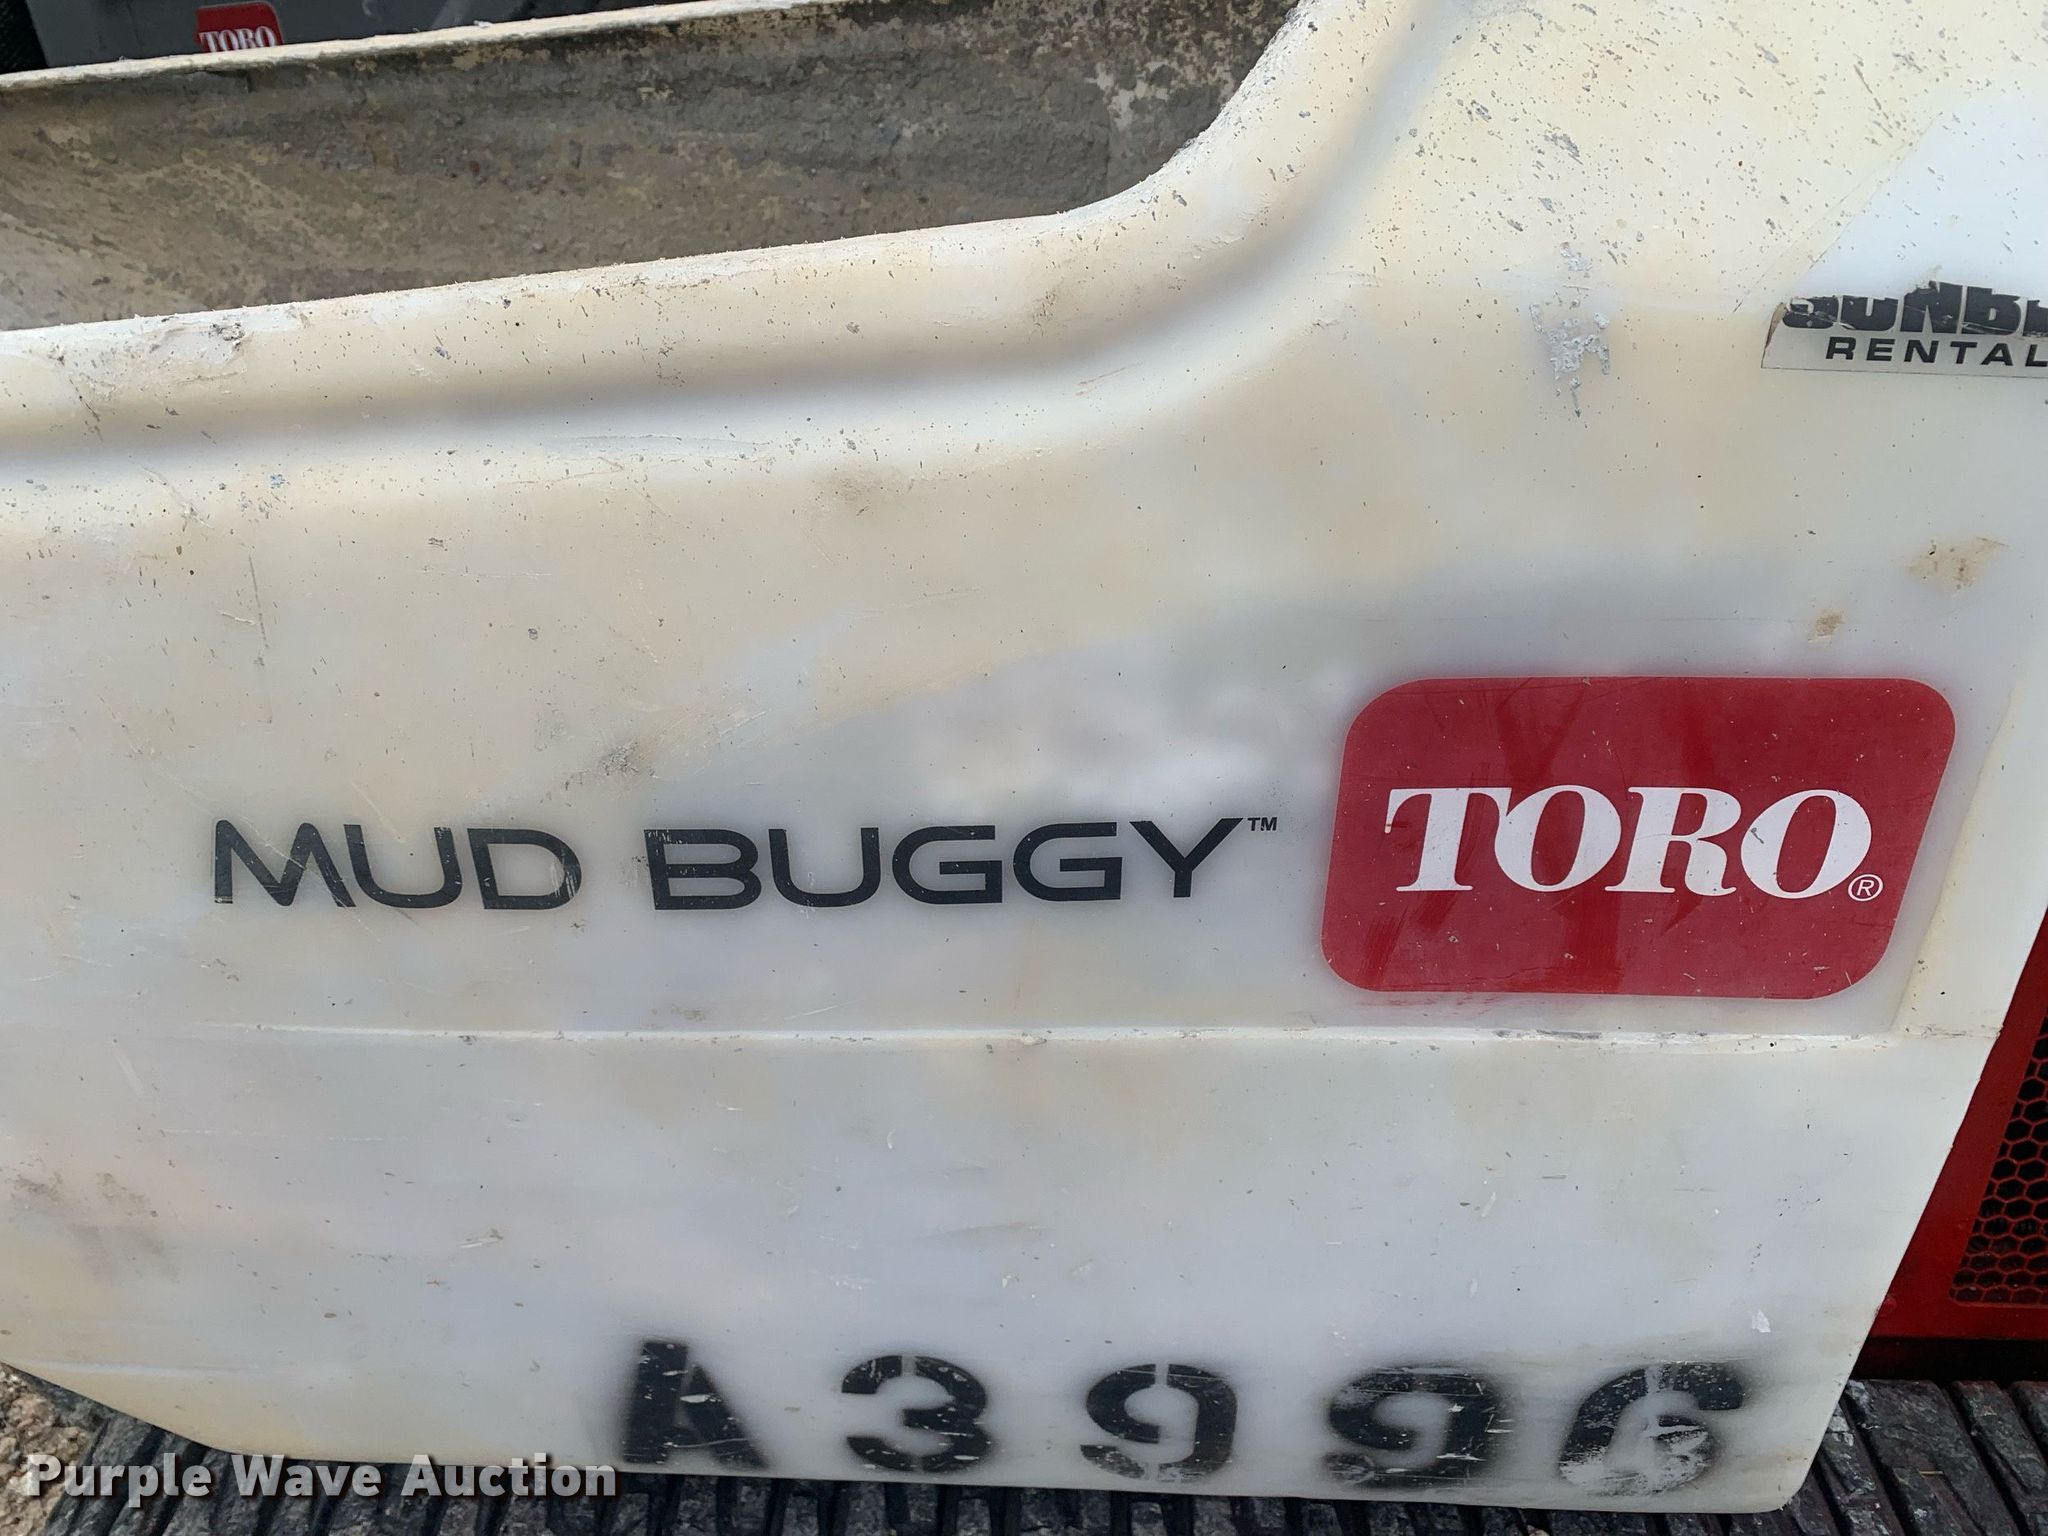 TORO
RENTAL
MUD BUGGY™
TORO®
A3996
Purple Wave Auction